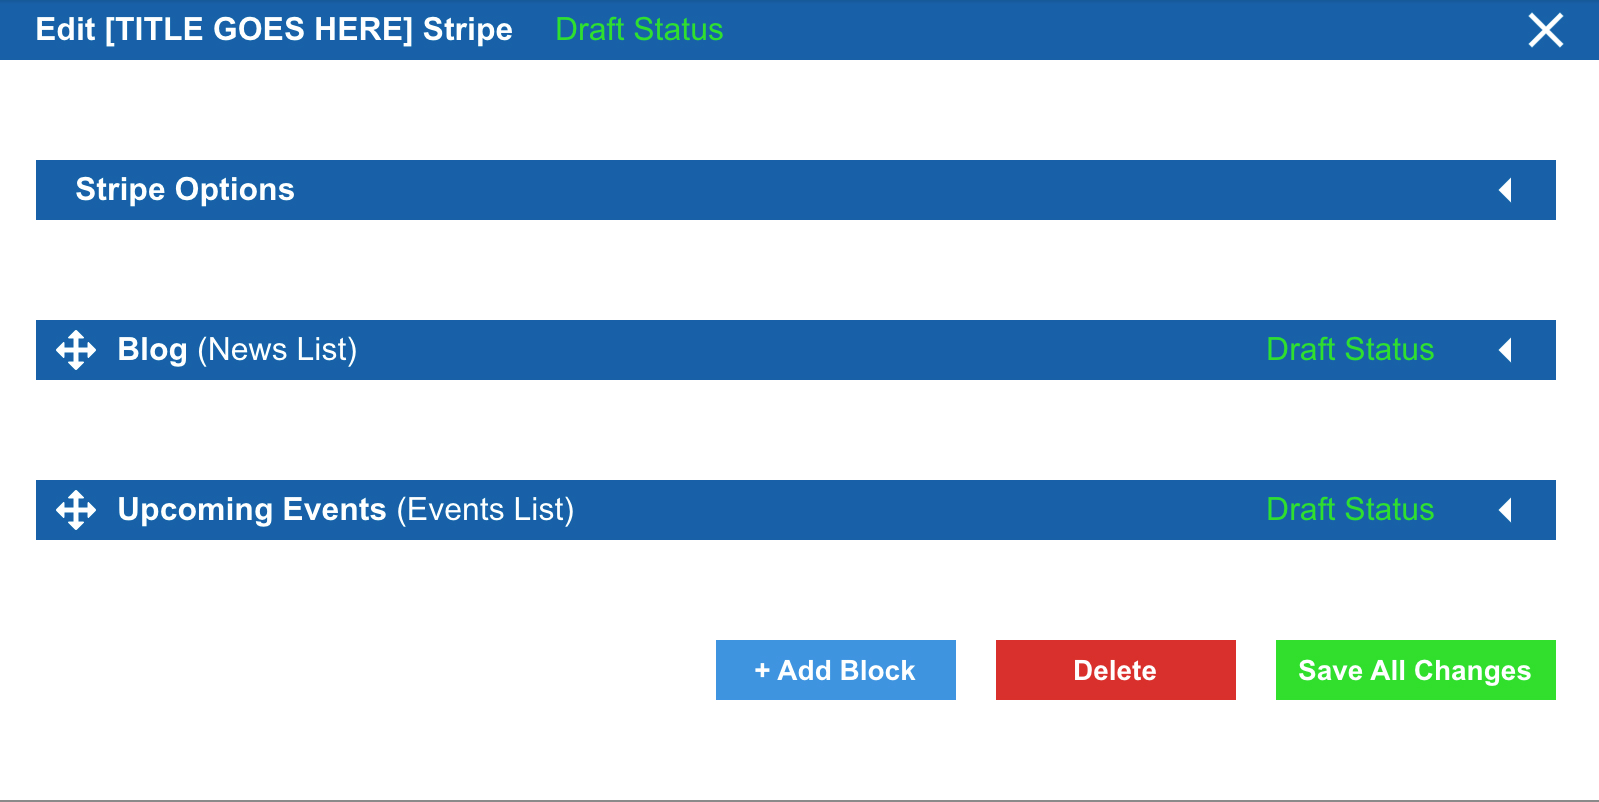 Edit [TITLE GOES HERE] Stripe Draft Status
Stripe Options
Blog (News List) Draft Status
Upcoming Events (Events List) Draft Status
+ Add Block Delete Save All Changes